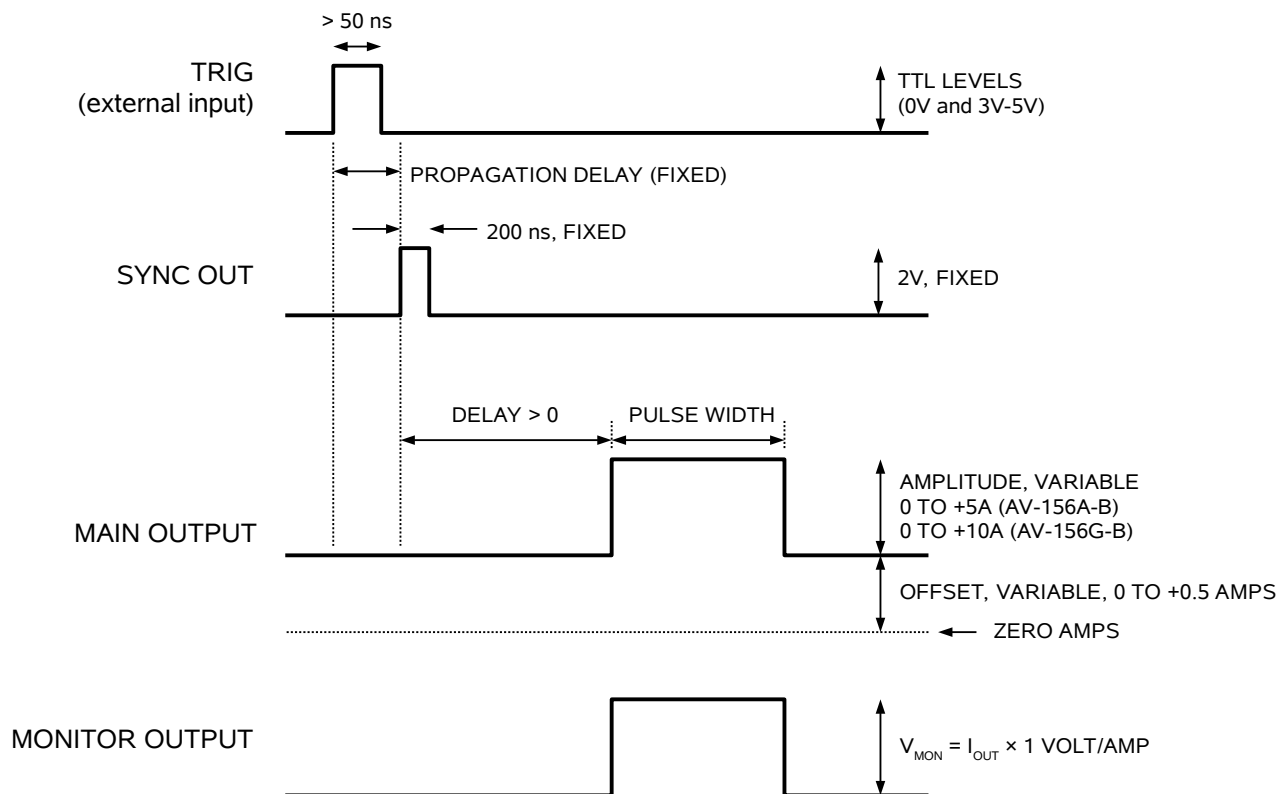 > 50 ns
TRIG
(external input)
TTL LEVELS
(0V and 3V-5V)
PROPAGATION DELAY (FIXED)
200 ns, FIXED
SYNC OUT
2V, FIXED
DELAY > 0
PULSE WIDTH
MAIN OUTPUT
AMPLITUDE, VARIABLE
0 TO +5A (AV-156A-B)
0 TO +10A (AV-156G-B)
OFFSET, VARIABLE, 0 TO +0.5 AMPS
ZERO AMPS
MONITOR OUTPUT
VMON = IOUT × 1 VOLT/AMP